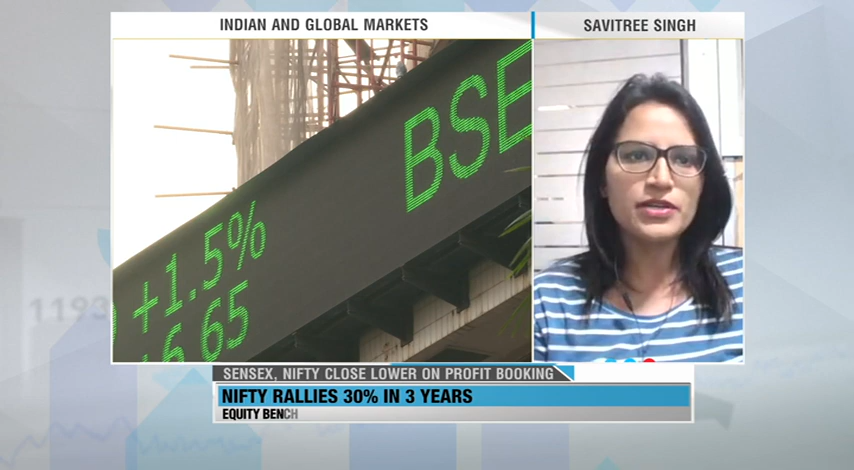 INDIAN AND GLOBAL MARKETS
SAVITREE SINGH
BSE
+1.5%
65
SENSEX, NIFTY CLOSE LOWER ON PROFIT BOOKING
NIFTY RALLIES 30% IN 3 YEARS
EQUITY BENCH
1193